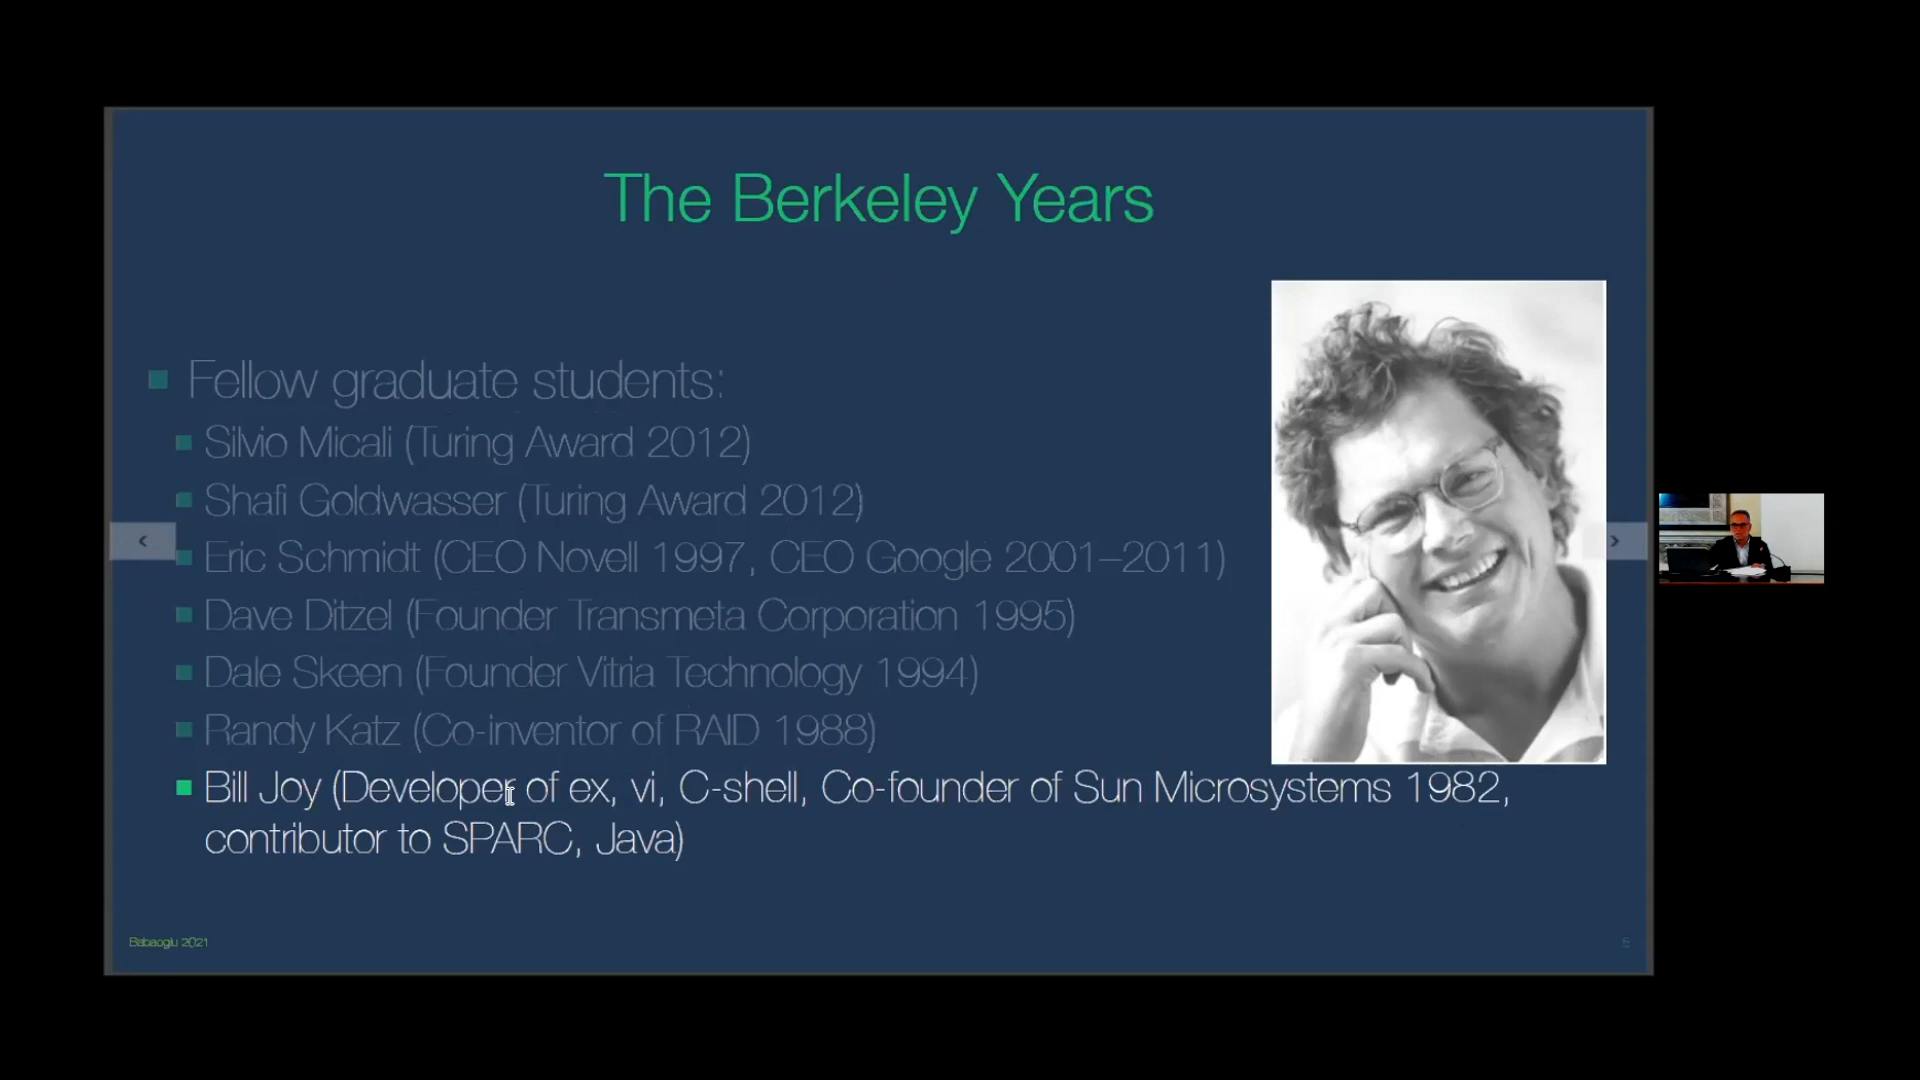 The Berkeley Years
Fellow graduate students:
Silvio Micali (Turing Award 2012)
Shafi Goldwasser (Turing Award 2012)
Eric Schmidt (CEO Novell 1997, CEO Google 2001–2011)
Dave Ditzel (Founder Transmeta Corporation 1995)
Dale Skeen (Founder Vitria Technology 1994)
Randy Katz (Co-inventor of RAID 1988)
Bill Joy (Developer of ex, vi, C-shell, Co-founder of Sun Microsystems 1982,
contributor to SPARC, Java)
Babaoglu 2021